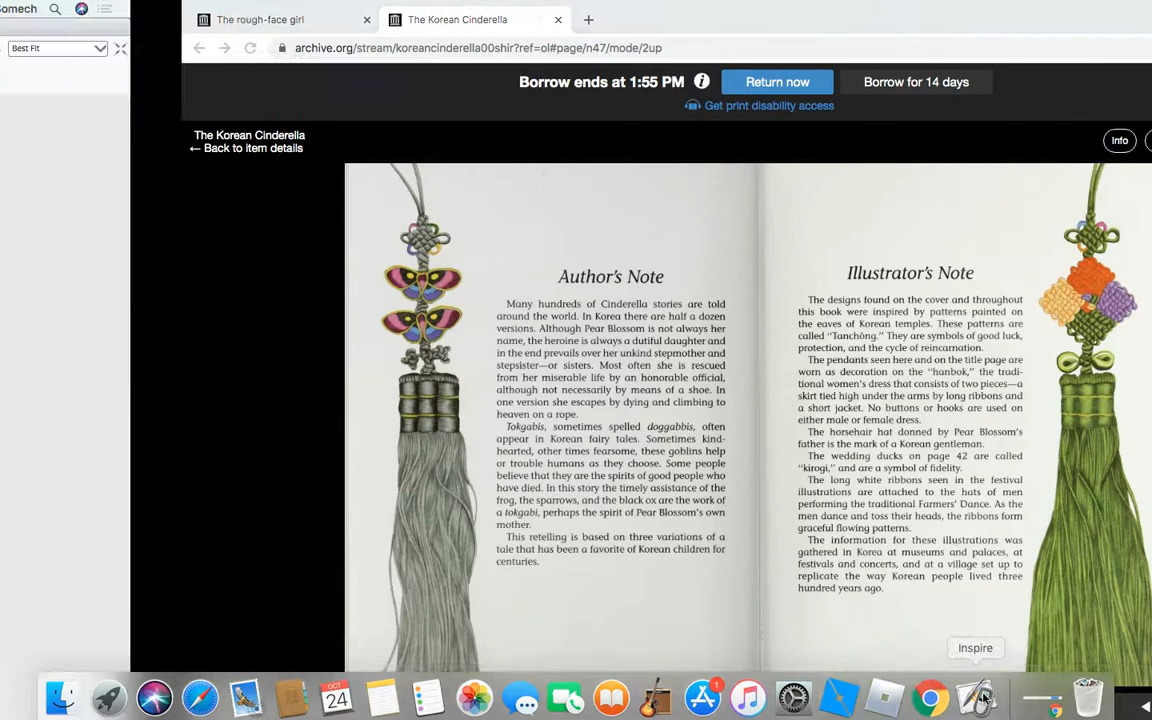 Somech
Best Fit
The rough-face girl
The Korean Cinderella
archive.org/stream/koreancinderella00shir?ref=ol#page/n47/mode/2up
Borrow ends at 1:55 PM
Return now
Borrow for 14 days
Get print disability access
The Korean Cinderella
← Back to item details
Info
Author's Note
Many hundreds of Cinderella stories are told
around the world. In Korea there are half a dozen
versions. Although Pear Blossom is not always her
name, the heroine is always a dutiful daughter and
in the end prevails over her unkind stepmother and
stepsister—or sisters. Most often she is rescued
from her miserable life by an honorable official,
although not necessarily by means of a shoe. In
one version she escapes by dying and climbing to
heaven on a rope.
Tokgabis, sometimes spelled doggabbis, often
appear in Korean fairy tales. Sometimes kind-
hearted, other times fearsome, these goblins help
or trouble humans as they choose. Some people
believe that they are the spirits of good people who
have died. In this story the timely assistance of the
frog, the sparrows, and the black ox are the work of
a tokgabi, perhaps the spirit of Pear Blossom's own
mother.
This retelling is based on three variations of a
tale that has been a favorite of Korean children for
centuries.
Illustrator's Note
The designs found on the cover and throughout
this book were inspired by patterns painted on
the eaves of Korean temples. These patterns are
called "Tanchŏng." They are symbols of good luck,
protection, and the cycle of reincarnation.
The pendants seen here and on the title page are
worn as decoration on the "hanbok," the tradi-
tional women's dress that consists of two pieces—a
skirt tied high under the arms by long ribbons and
a short jacket. No buttons or hooks are used on
either male or female dress.
The horsehair hat donned by Pear Blossom's
father is the mark of a Korean gentleman.
The wedding ducks on page 42 are called
"kirogi," and are a symbol of fidelity.
The long white ribbons seen in the festival
illustrations are attached to the hats of men
performing the traditional Farmers' Dance. As the
men dance and toss their heads, the ribbons form
graceful flowing patterns.
The information for these illustrations was
gathered in Korea at museums and palaces, at
festivals and concerts, and at a village set up to
replicate the way Korean people lived three
hundred years ago.
Inspire
OCT
24
1